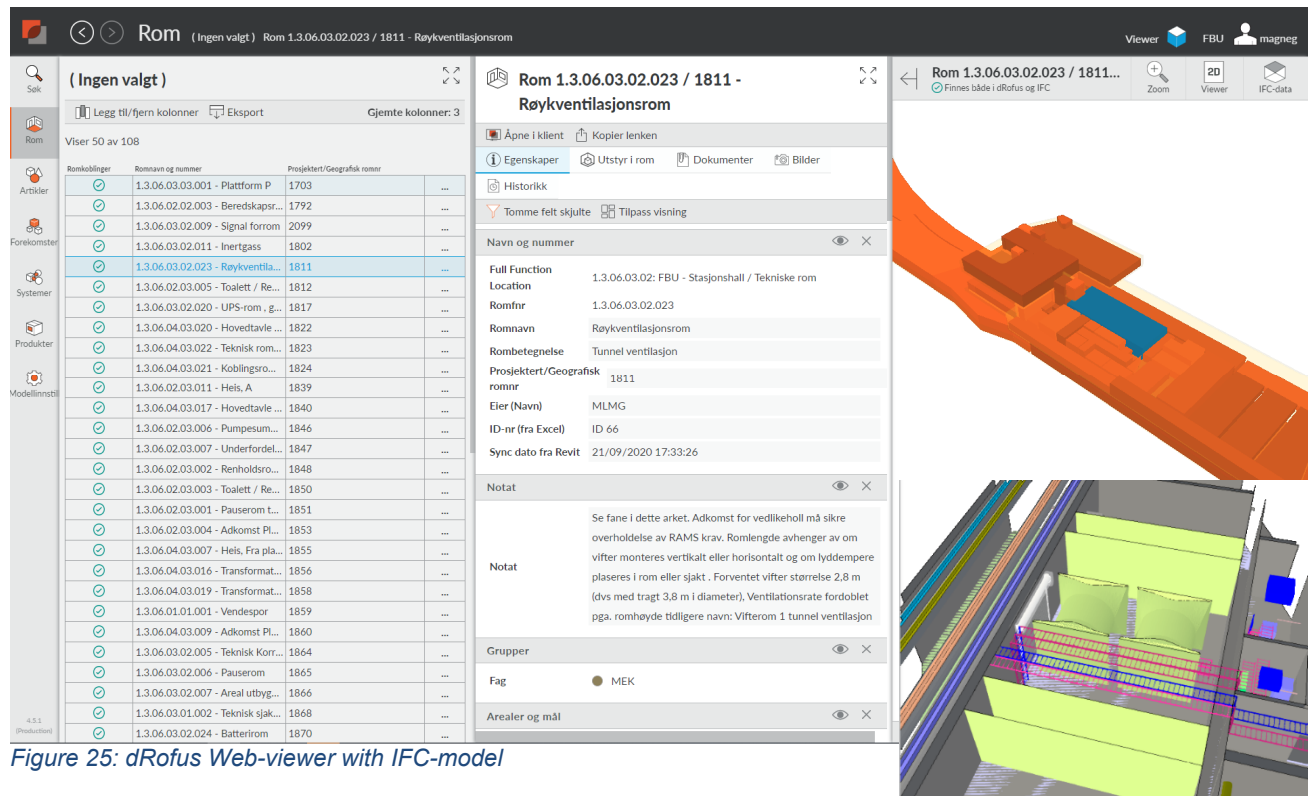 Rom ( Ingen valgt ) Rom 1.3.06.03.02.023 / 1811 - Røykventilasjonsrom
Viewer FBU magneg
Søk
Rom
Artikler
Forekomster
Systemer
Produkter
Modellinnstil
4.5.1
(Production)
( Ingen valgt )
Legg til/fjern kolonner Eksport Gjemte kolonner: 3
Viser 50 av 108
Romkoblinger Romnavn og nummer Prosjektert/Geografisk romnr
1.3.06.03.03.001 - Plattform P 1703 ...
1.3.06.02.02.003 - Beredskapsr... 1792 ...
1.3.06.03.02.009 - Signal forrom 2099 ...
1.3.06.03.02.011 - Inertgass 1802 ...
1.3.06.03.02.023 - Røykventila... 1811 ...
1.3.06.02.03.005 - Toalett / Re... 1812 ...
1.3.06.03.02.020 - UPS-rom , g... 1817 ...
1.3.06.04.03.020 - Hovedtavle ... 1822 ...
1.3.06.04.03.022 - Teknisk rom... 1823 ...
1.3.06.04.03.021 - Koblingsro... 1824 ...
1.3.06.02.03.011 - Heis, A 1839 ...
1.3.06.04.03.017 - Hovedtavle ... 1840 ...
1.3.06.02.03.006 - Pumpesum... 1846 ...
1.3.06.02.03.007 - Underfordel... 1847 ...
1.3.06.02.03.002 - Renholdsro... 1848 ...
1.3.06.02.03.003 - Toalett / Re... 1850 ...
1.3.06.02.03.001 - Pauserom t... 1851 ...
1.3.06.02.03.004 - Adkomst Pl... 1853 ...
1.3.06.04.03.007 - Heis, Fra pla... 1855 ...
1.3.06.04.03.016 - Transformat... 1856 ...
1.3.06.04.03.019 - Transformat... 1858 ...
1.3.06.01.01.001 - Vendespor 1859 ...
1.3.06.04.03.009 - Adkomst Pl... 1860 ...
1.3.06.02.02.005 - Teknisk Korr... 1864 ...
1.3.06.02.02.006 - Pauserom 1865 ...
1.3.06.02.02.007 - Areal utbyg... 1866 ...
1.3.06.03.01.002 - Teknisk sjak... 1868 ...
1.3.06.03.02.024 - Batterirom 1870 ...
Rom 1.3.06.03.02.023 / 1811 -
Røykventilasjonsrom
Åpne i klient Kopier lenken
Egenskaper Utstyr i rom Dokumenter Bilder
Historikk
Tomme felt skjulte Tilpass visning
Navn og nummer
Full Function
Location 1.3.06.03.02: FBU - Stasjonshall / Tekniske rom
Romfnr 1.3.06.03.02.023
Romnavn Røykventilasjonsrom
Rombetegnelse Tunnel ventilasjon
Prosjektert/Geografisk
romnr 1811
Eier (Navn) MLMG
ID-nr (fra Excel) ID 66
Sync dato fra Revit 21/09/2020 17:33:26
Notat
Notat
Se fane i dette arket. Adkomst for vedlikeholl må sikre
overholdelse av RAMS krav. Romlengde avhenger av om
vifter monteres vertikalt eller horisontalt og om lyddempere
plaseres i rom eller sjakt . Forventet vifter størrelse 2,8 m
(dvs med tragt 3,8 m i diameter), Ventilationsrate fordoblet
pga. romhøyde tidligere navn: Vifterom 1 tunnel ventilasjon
Grupper
Fag MEK
Arealer og mål
Rom 1.3.06.03.02.023 / 1811...
Finnes både i dRofus og IFC
Zoom
2D
Viewer
IFC-data
Figure 25: dRofus Web-viewer with IFC-model